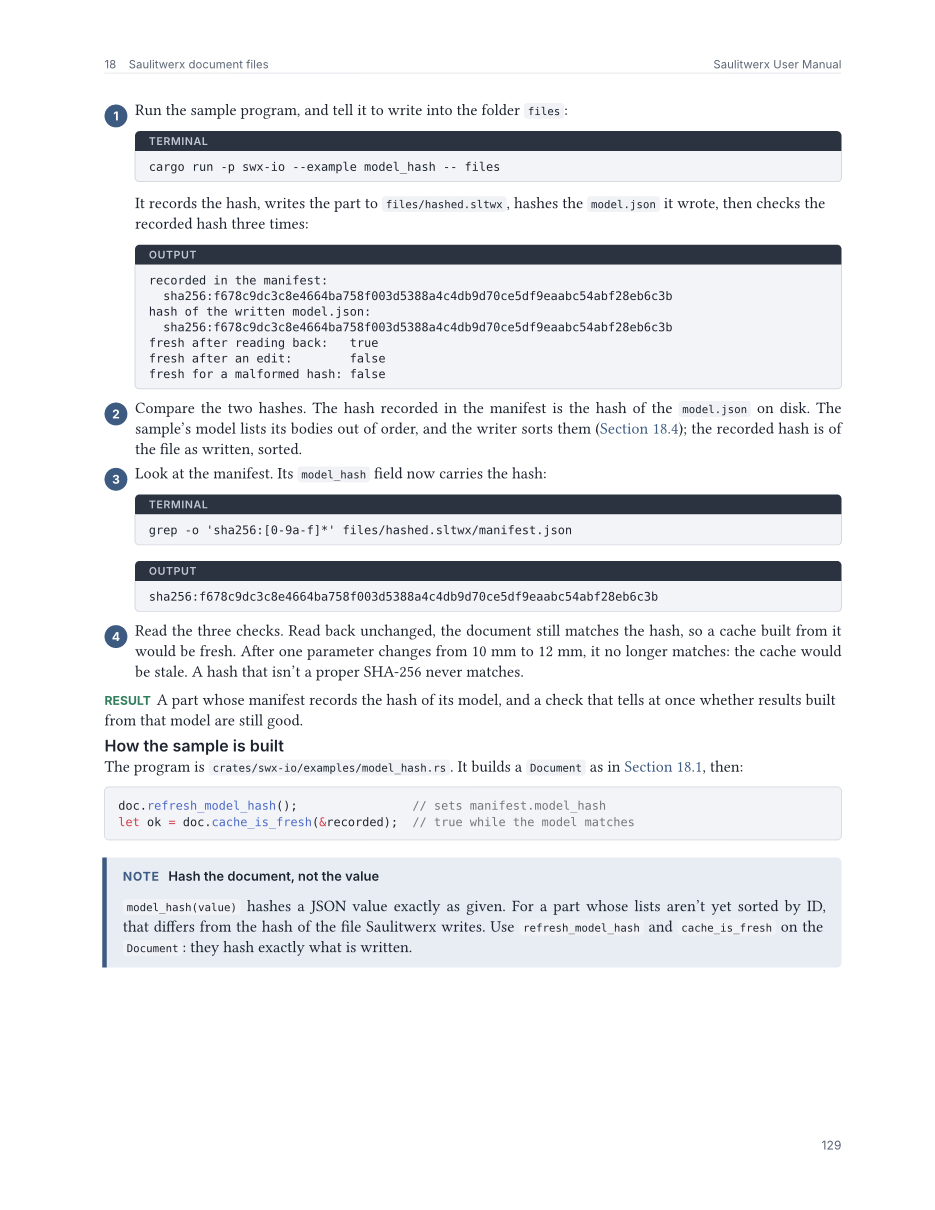 18 Saulitwerx document files
Saulitwerx User Manual
1 Run the sample program, and tell it to write into the folder files:
TERMINAL
cargo run -p swx-io --example model_hash -- files
It records the hash, writes the part to files/hashed.sltwx, hashes the model.json it wrote, then checks the
recorded hash three times:
OUTPUT
recorded in the manifest:
  sha256:f678c9dc3c8e4664ba758f003d5388a4c4db9d70ce5df9eaabc54abf28eb6c3b
hash of the written model.json:
  sha256:f678c9dc3c8e4664ba758f003d5388a4c4db9d70ce5df9eaabc54abf28eb6c3b
fresh after reading back:   true
fresh after an edit:        false
fresh for a malformed hash: false
2 Compare the two hashes. The hash recorded in the manifest is the hash of the model.json on disk. The
sample’s model lists its bodies out of order, and the writer sorts them (Section 18.4); the recorded hash is of
the file as written, sorted.
3 Look at the manifest. Its model_hash field now carries the hash:
TERMINAL
grep -o 'sha256:[0-9a-f]*' files/hashed.sltwx/manifest.json
OUTPUT
sha256:f678c9dc3c8e4664ba758f003d5388a4c4db9d70ce5df9eaabc54abf28eb6c3b
4 Read the three checks. Read back unchanged, the document still matches the hash, so a cache built from it
would be fresh. After one parameter changes from 10 mm to 12 mm, it no longer matches: the cache would
be stale. A hash that isn’t a proper SHA-256 never matches.
RESULT A part whose manifest records the hash of its model, and a check that tells at once whether results built
from that model are still good.
How the sample is built
The program is crates/swx-io/examples/model_hash.rs. It builds a Document as in Section 18.1, then:
doc.refresh_model_hash();                // sets manifest.model_hash
let ok = doc.cache_is_fresh(&recorded);  // true while the model matches
NOTE Hash the document, not the value
model_hash(value) hashes a JSON value exactly as given. For a part whose lists aren’t yet sorted by ID,
that differs from the hash of the file Saulitwerx writes. Use refresh_model_hash and cache_is_fresh on the
Document: they hash exactly what is written.
129